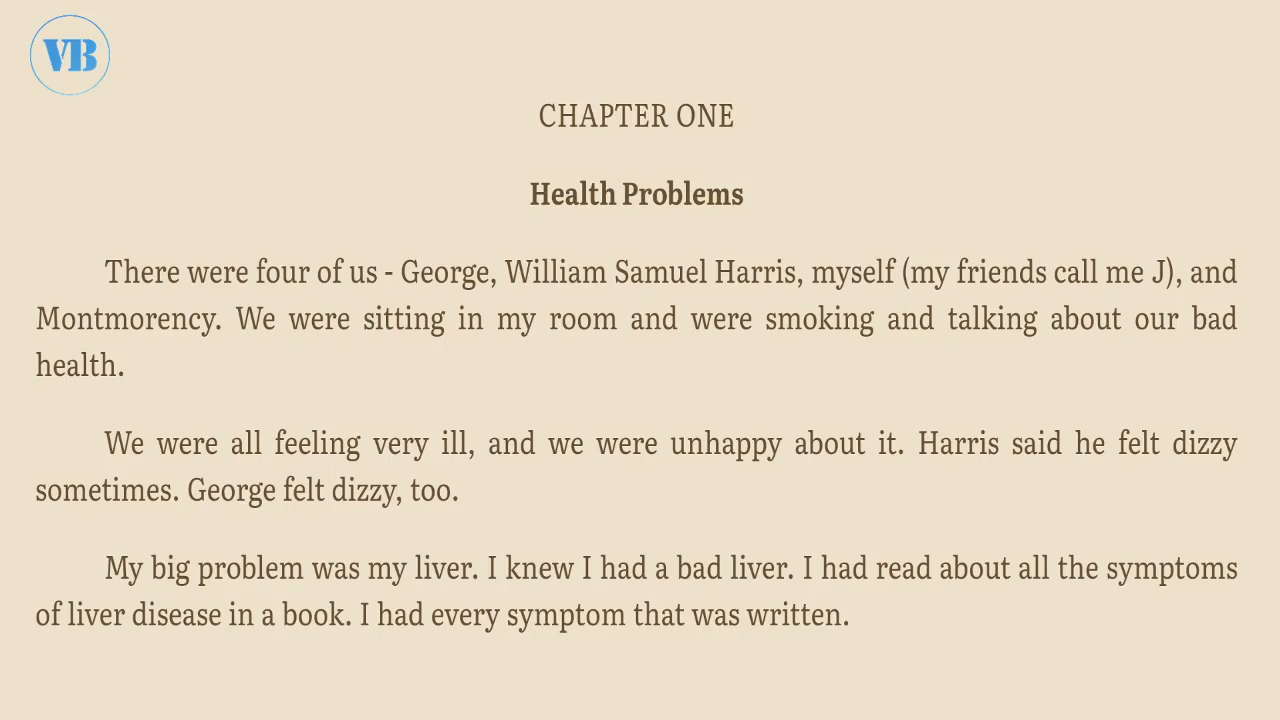 VB
CHAPTER ONE
Health Problems
There were four of us - George, William Samuel Harris, myself (my friends call me J), and
Montmorency. We were sitting in my room and were smoking and talking about our bad
health.
We were all feeling very ill, and we were unhappy about it. Harris said he felt dizzy
sometimes. George felt dizzy, too.
My big problem was my liver. I knew I had a bad liver. I had read about all the symptoms
of liver disease in a book. I had every symptom that was written.